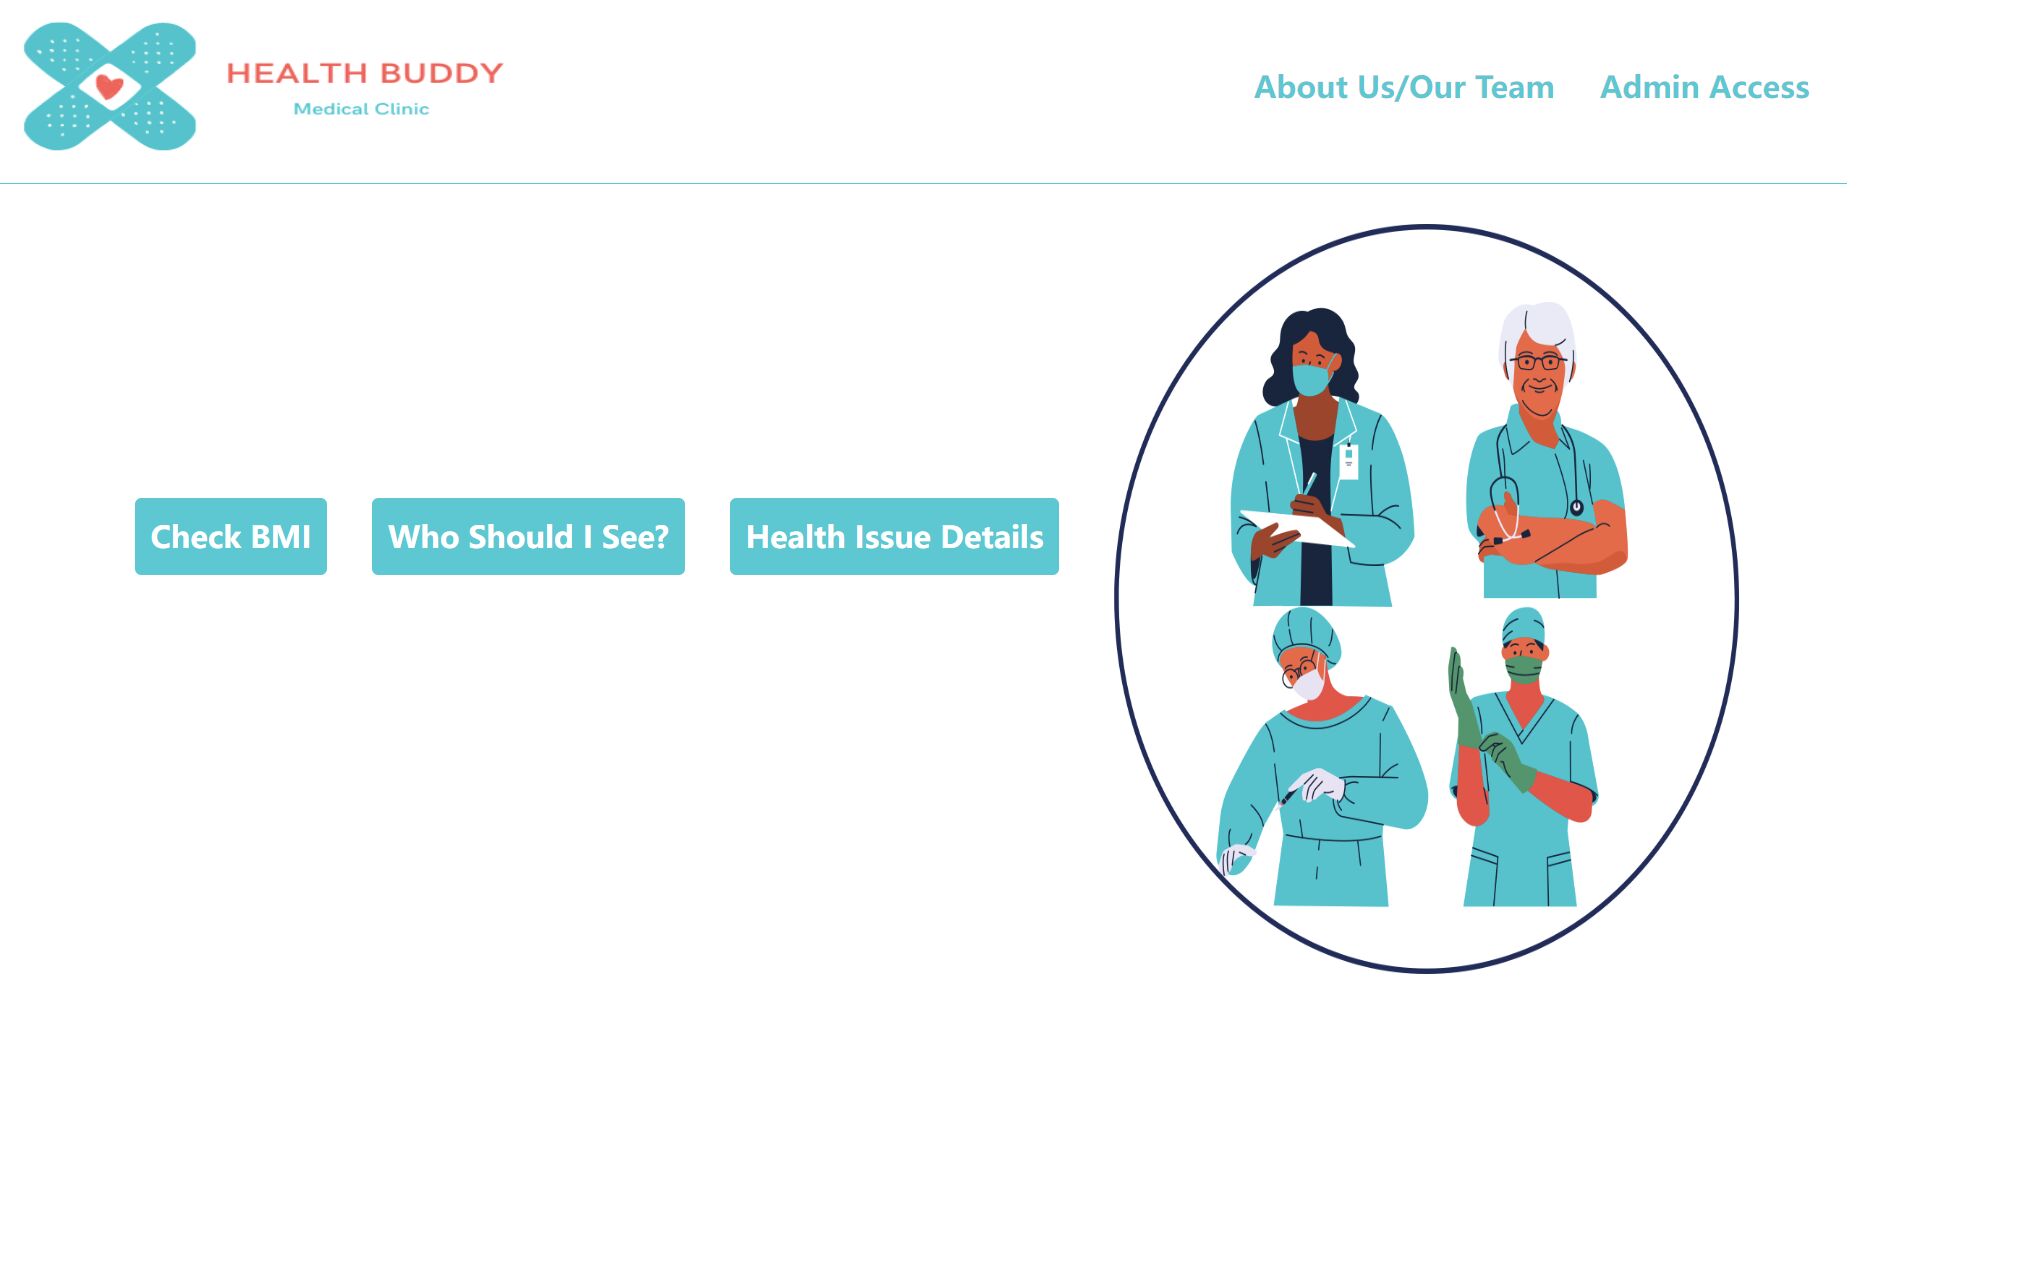 HEALTH BUDDY
Medical Clinic
About Us/Our Team
Admin Access
Check BMI
Who Should I See?
Health Issue Details